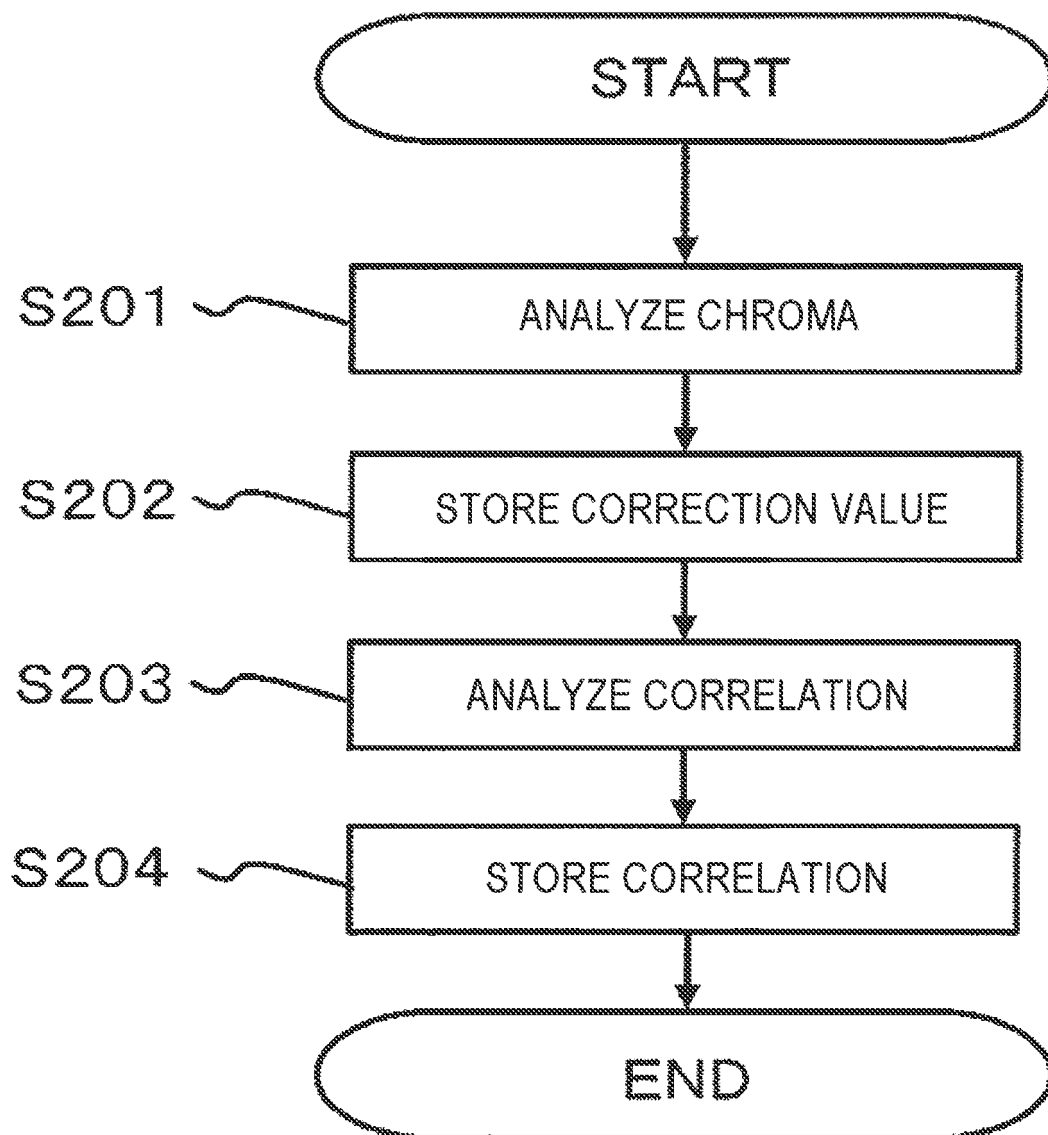 START
S201
ANALYZE CHROMA
S202
STORE CORRECTION VALUE
S203
ANALYZE CORRELATION
S204
STORE CORRELATION
END